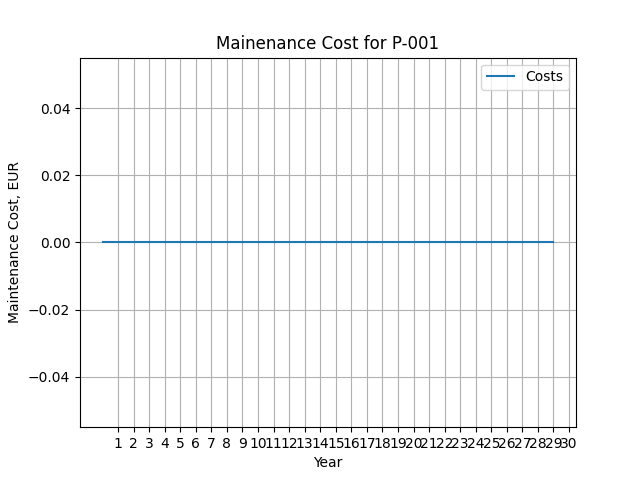 Mainenance Cost for P-001
Costs
Maintenance Cost, EUR
0.04
0.02
0.00
−0.02
−0.04
1 2 3 4 5 6 7 8 9 10 11 12 13 14 15 16 17 18 19 20 21 22 23 24 25 26 27 28 29 30
Year